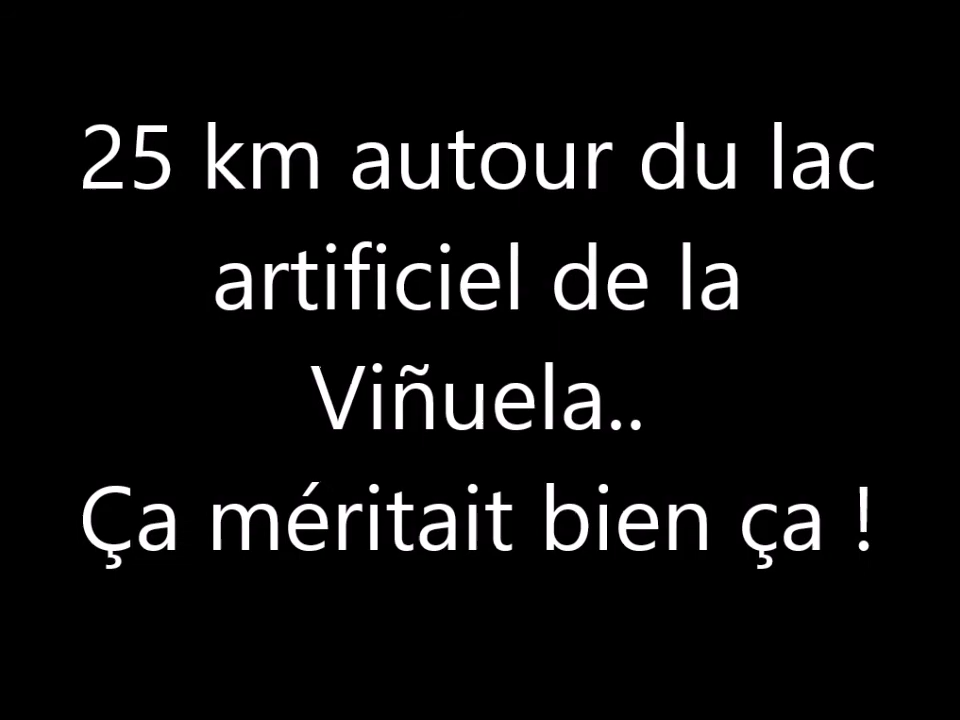 25 km autour du lac
artificiel de la
Viñuela..
Ça méritait bien ça !